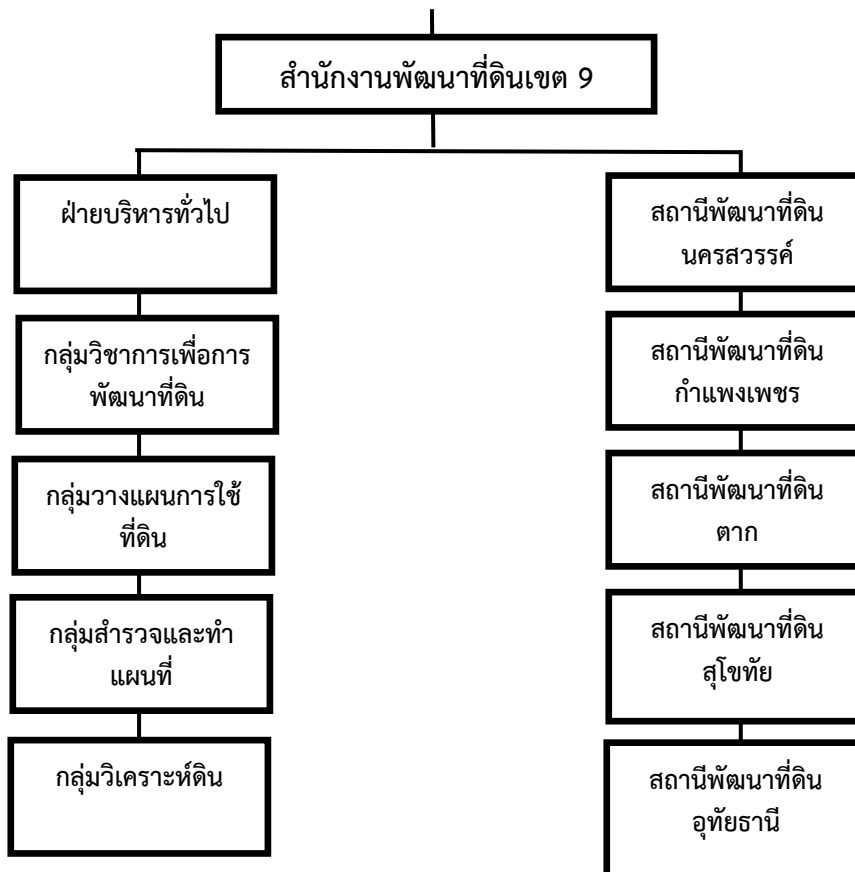 สำนักงานพัฒนาที่ดินเขต 9
ฝ่ายบริหารทั่วไป
กลุ่มวิชาการเพื่อการ
พัฒนาที่ดิน
กลุ่มวางแผนการใช้
ที่ดิน
กลุ่มสำรวจและทำ
แผนที่
กลุ่มวิเคราะห์ดิน
สถานีพัฒนาที่ดิน
นครสวรรค์
สถานีพัฒนาที่ดิน
กำแพงเพชร
สถานีพัฒนาที่ดิน
ตาก
สถานีพัฒนาที่ดิน
สุโขทัย
สถานีพัฒนาที่ดิน
อุทัยธานี